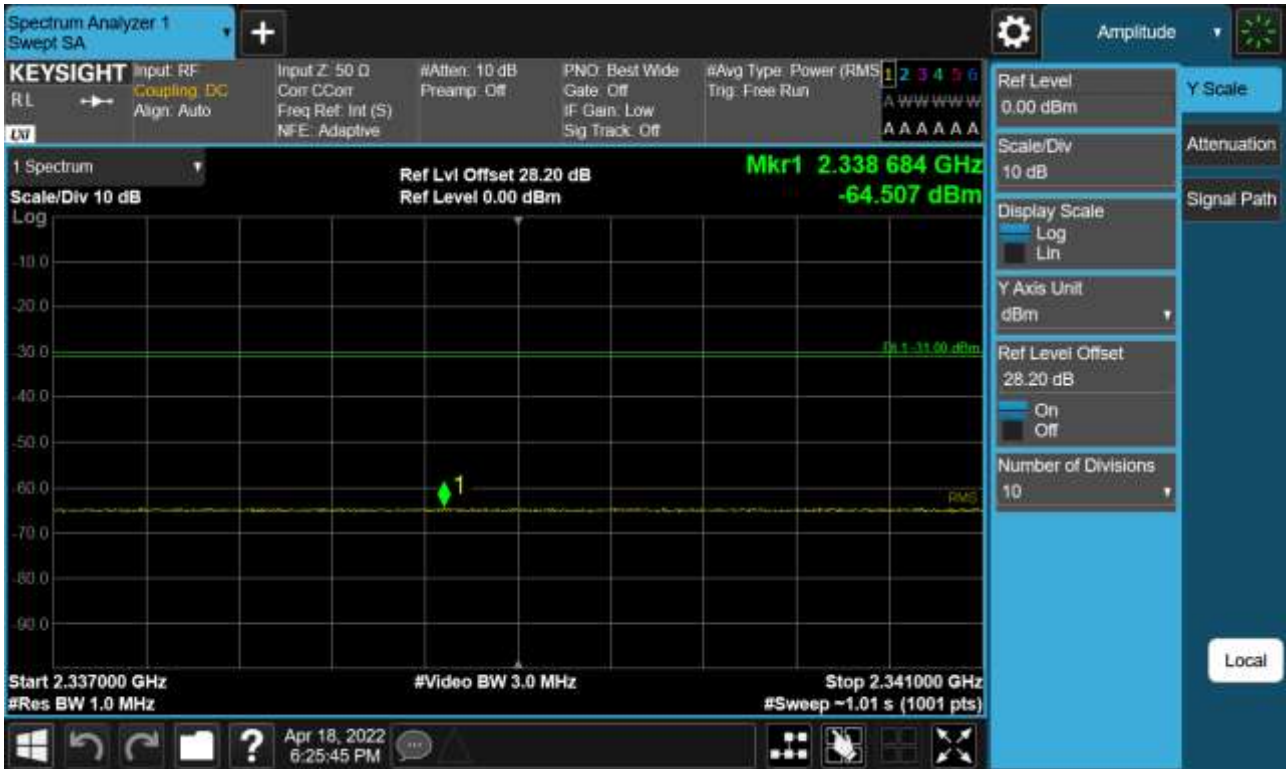 Spectrum Analyzer 1
Swept SA
+
Amplitude
KEYSIGHT
RL
LXI
Input: RF
Coupling: DC
Align: Auto
Input Z: 50 Ω
Corr CCorr
Freq Ref: Int (S)
NFE: Adaptive
#Atten: 10 dB
Preamp: Off
PNO: Best Wide
Gate: Off
IF Gain: Low
Sig Track: Off
#Avg Type: Power (RMS
Trig: Free Run
1 2 3 4 5 6
A W W W W W
A A A A A A
1 Spectrum
Scale/Div 10 dB
Ref Lvl Offset 28.20 dB
Ref Level 0.00 dBm
Mkr1 2.338 684 GHz
-64.507 dBm
Log
-10.0
-20.0
-30.0
DL1 -31.00 dBm
-40.0
-50.0
-60.0
1
RMS
-70.0
-80.0
-90.0
Start 2.337000 GHz
#Res BW 1.0 MHz
#Video BW 3.0 MHz
Stop 2.341000 GHz
#Sweep ~1.01 s (1001 pts)
Ref Level
0.00 dBm
Scale/Div
10 dB
Display Scale
Log
Lin
Y Axis Unit
dBm
Ref Level Offset
28.20 dB
On
Off
Number of Divisions
10
Y Scale
Attenuation
Signal Path
Local
?
Apr 18, 2022
6:25:45 PM